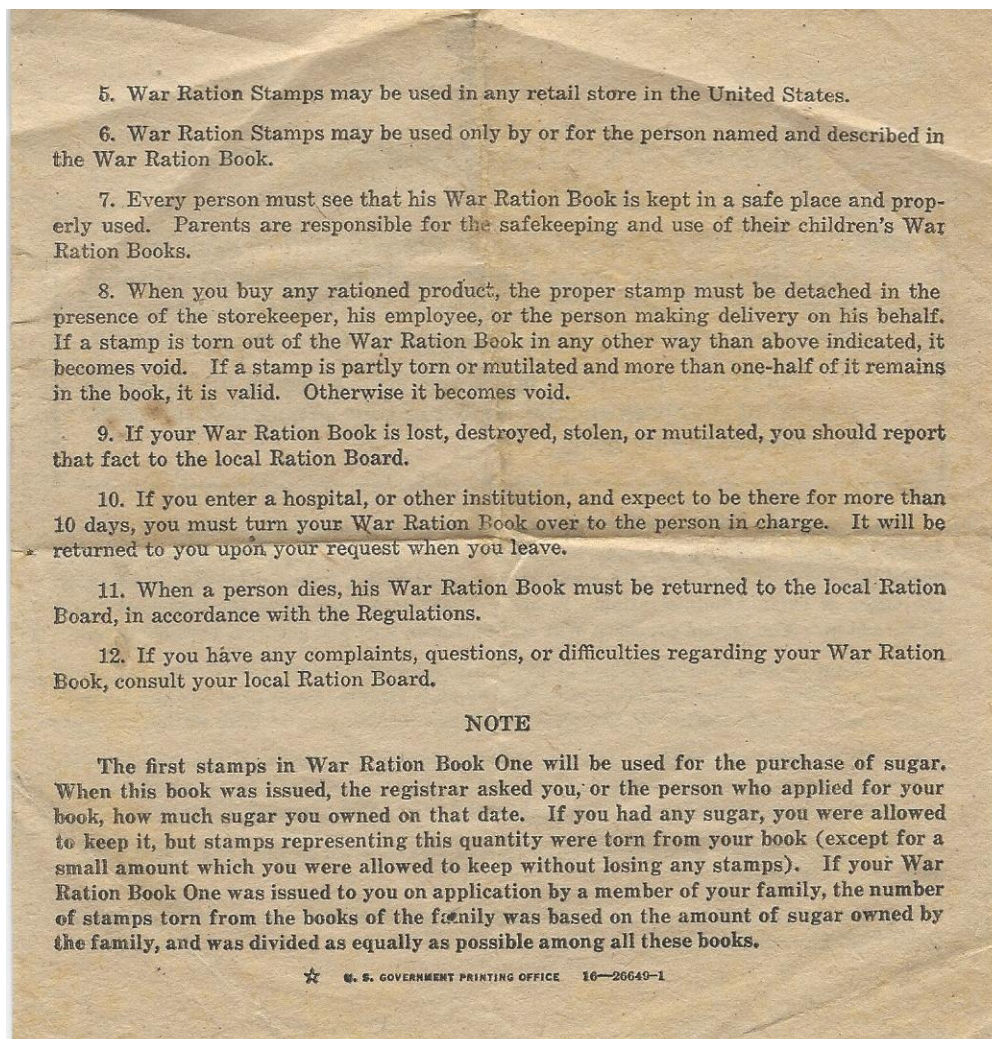 5. War Ration Stamps may be used in any retail store in the United States.
6. War Ration Stamps may be used only by or for the person named and described in
the War Ration Book.
7. Every person must see that his War Ration Book is kept in a safe place and prop-
erly used. Parents are responsible for the safekeeping and use of their children's War
Ration Books.
8. When you buy any rationed product, the proper stamp must be detached in the
presence of the storekeeper, his employee, or the person making delivery on his behalf.
If a stamp is torn out of the War Ration Book in any other way than above indicated, it
becomes void. If a stamp is partly torn or mutilated and more than one-half of it remains
in the book, it is valid. Otherwise it becomes void.
9. If your War Ration Book is lost, destroyed, stolen, or mutilated, you should report
that fact to the local Ration Board.
10. If you enter a hospital, or other institution, and expect to be there for more than
10 days, you must turn your War Ration Book over to the person in charge. It will be
returned to you upon your request when you leave.
11. When a person dies, his War Ration Book must be returned to the local Ration
Board, in accordance with the Regulations.
12. If you have any complaints, questions, or difficulties regarding your War Ration
Book, consult your local Ration Board.
NOTE
The first stamps in War Ration Book One will be used for the purchase of sugar.
When this book was issued, the registrar asked you, or the person who applied for your
book, how much sugar you owned on that date. If you had any sugar, you were allowed
to keep it, but stamps representing this quantity were torn from your book (except for a
small amount which you were allowed to keep without losing any stamps). If your War
Ration Book One was issued to you on application by a member of your family, the number
of stamps torn from the books of the family was based on the amount of sugar owned by
the family, and was divided as equally as possible among all these books.
☆ U. S. GOVERNMENT PRINTING OFFICE 16—26649-1